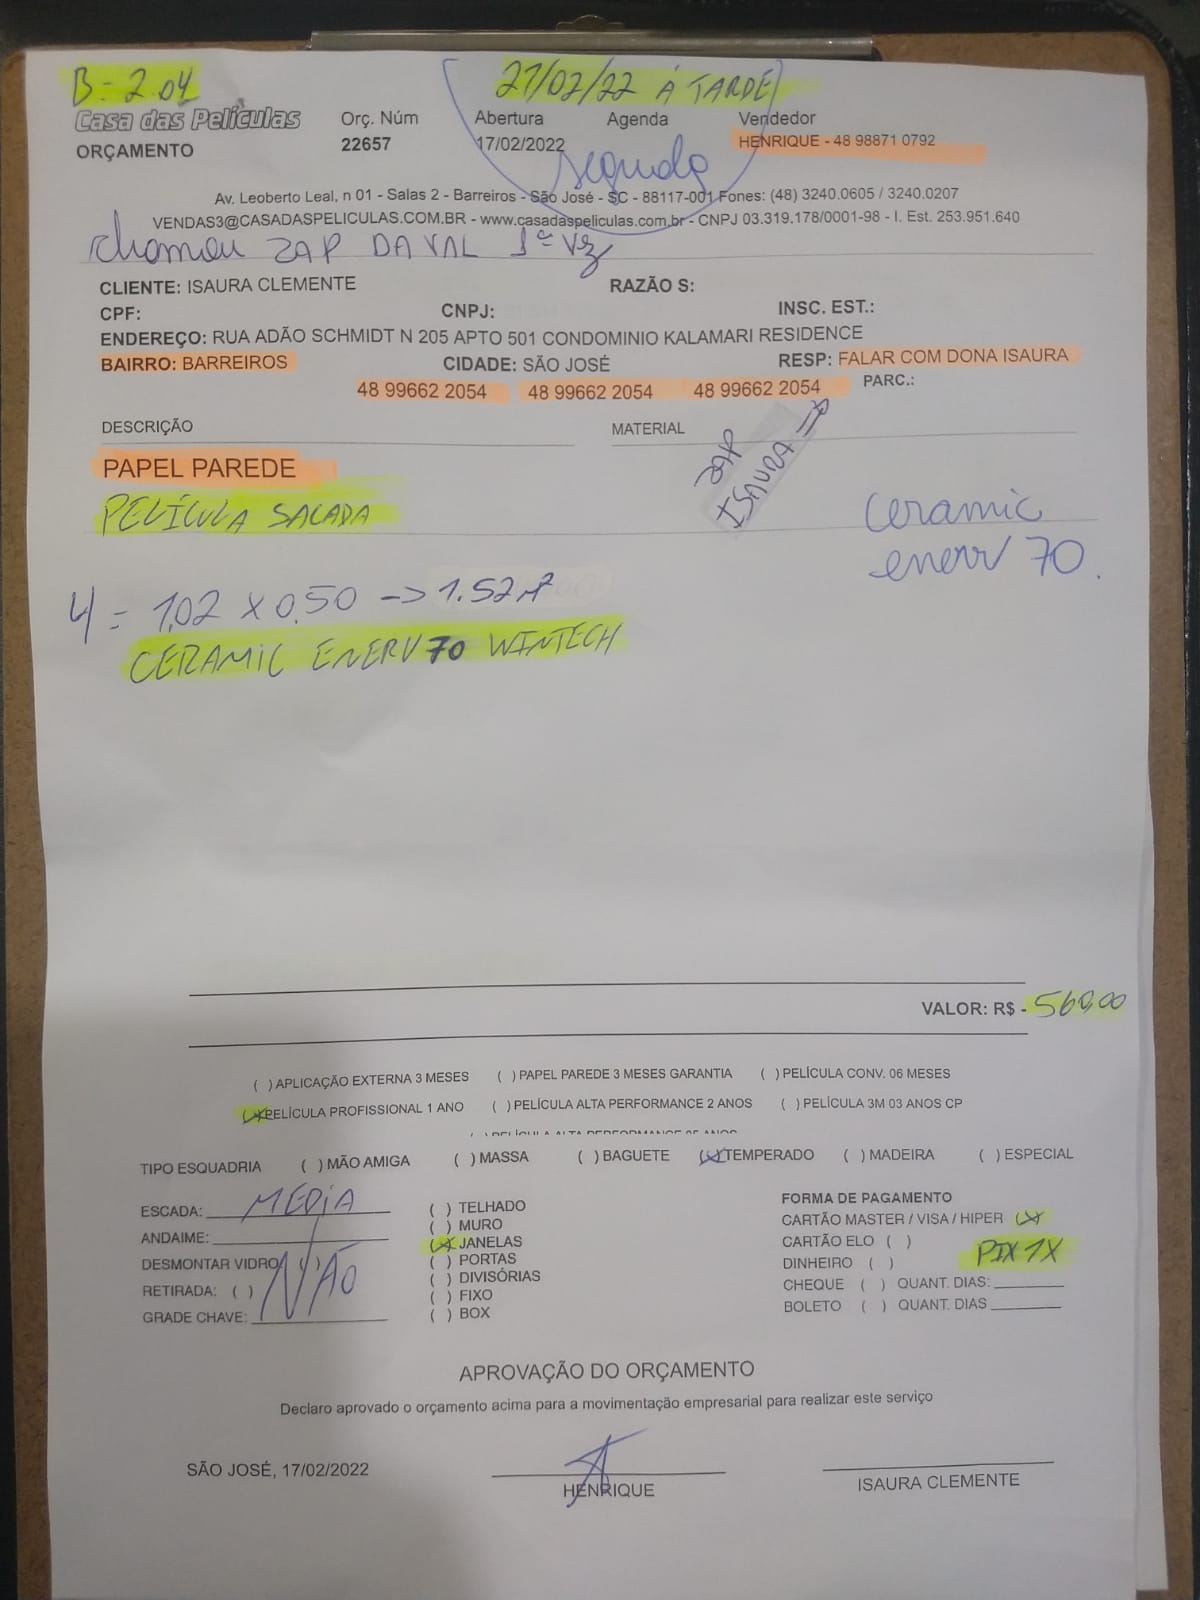 B = 2.04
21/02/22 À TARDE
Casa das Películas
ORÇAMENTO
Orç. Núm
22657
Abertura
17/02/2022
Agenda
segunda
Vendedor
HENRIQUE - 48 98871 0792
Av. Leoberto Leal, n 01 - Salas 2 - Barreiros - São José - SC - 88117-001 Fones: (48) 3240.0605 / 3240.0207
VENDAS3@CASADASPELICULAS.COM.BR - www.casadaspeliculas.com.br - CNPJ 03.319.178/0001-98 - I. Est. 253.951.640
chamou ZAP DA VAL 1ª Vez
CLIENTE: ISAURA CLEMENTE RAZÃO S:
CPF: CNPJ: INSC. EST.:
ENDEREÇO: RUA ADÃO SCHMIDT N 205 APTO 501 CONDOMINIO KALAMARI RESIDENCE
BAIRRO: BARREIROS CIDADE: SÃO JOSÉ RESP: FALAR COM DONA ISAURA
48 99662 2054 48 99662 2054 48 99662 2054 PARC.:
DESCRIÇÃO MATERIAL
ZAP
ISAURA =>
PAPEL PAREDE
PELÍCULA SACADA
Ceramic
enerv 70.
4 = 1,02 X 0,50 -> 1.52 M²
CERAMIC ENERV 70 WINTECH
VALOR: R$ - 560,00
( ) APLICAÇÃO EXTERNA 3 MESES ( ) PAPEL PAREDE 3 MESES GARANTIA ( ) PELÍCULA CONV. 06 MESES
(X) PELÍCULA PROFISSIONAL 1 ANO ( ) PELÍCULA ALTA PERFORMANCE 2 ANOS ( ) PELÍCULA 3M 03 ANOS CP
( ) PELÍCULA ALTA PERFORMANCE 05 ANOS
TIPO ESQUADRIA ( ) MÃO AMIGA ( ) MASSA ( ) BAGUETE (X) TEMPERADO ( ) MADEIRA ( ) ESPECIAL
ESCADA: MEDIA
ANDAIME:
DESMONTAR VIDRO ( )
RETIRADA: ( )
GRADE CHAVE:
NÃO
( ) TELHADO
( ) MURO
(X) JANELAS
( ) PORTAS
( ) DIVISÓRIAS
( ) FIXO
( ) BOX
FORMA DE PAGAMENTO
CARTÃO MASTER / VISA / HIPER (X)
CARTÃO ELO ( )
DINHEIRO ( )
PIX 1X
CHEQUE ( ) QUANT. DIAS:
BOLETO ( ) QUANT. DIAS
APROVAÇÃO DO ORÇAMENTO
Declaro aprovado o orçamento acima para a movimentação empresarial para realizar este serviço
SÃO JOSÉ, 17/02/2022
HENRIQUE
ISAURA CLEMENTE